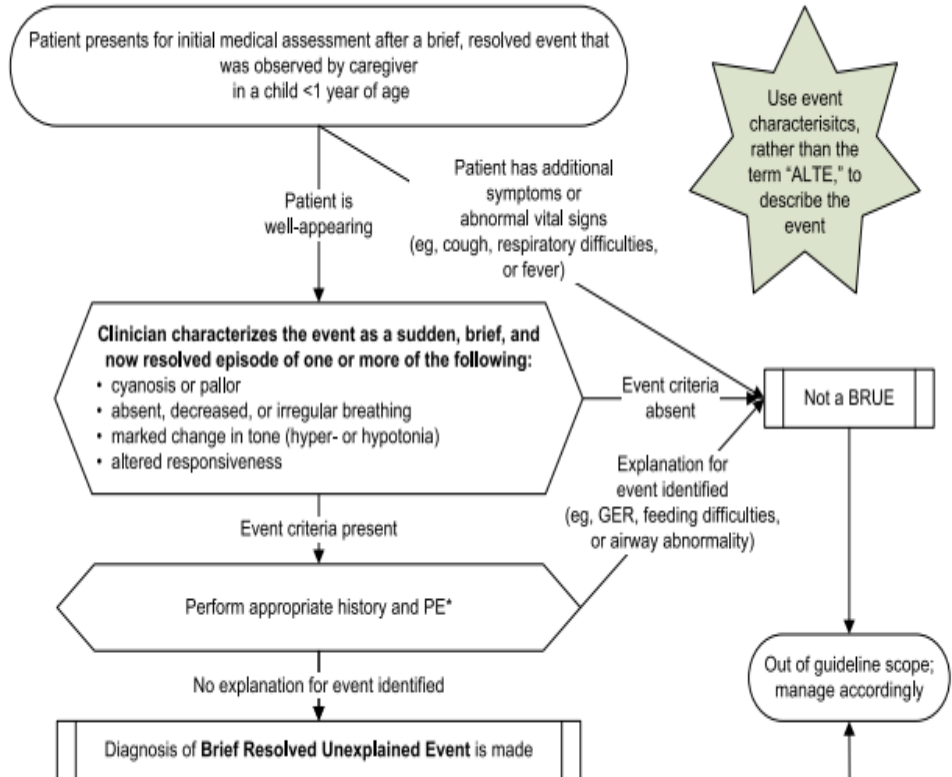 Patient presents for initial medical assessment after a brief, resolved event that
was observed by caregiver
in a child <1 year of age
Use event
characterisitcs,
rather than the
term “ALTE,” to
describe the
event
Patient is
well-appearing
Patient has additional
symptoms or
abnormal vital signs
(eg, cough, respiratory difficulties,
or fever)
Clinician characterizes the event as a sudden, brief, and
now resolved episode of one or more of the following:
• cyanosis or pallor
• absent, decreased, or irregular breathing
• marked change in tone (hyper- or hypotonia)
• altered responsiveness
Event criteria
absent
Not a BRUE
Explanation for
event identified
(eg, GER, feeding difficulties,
or airway abnormality)
Event criteria present
Perform appropriate history and PE*
Out of guideline scope;
manage accordingly
No explanation for event identified
Diagnosis of Brief Resolved Unexplained Event is made